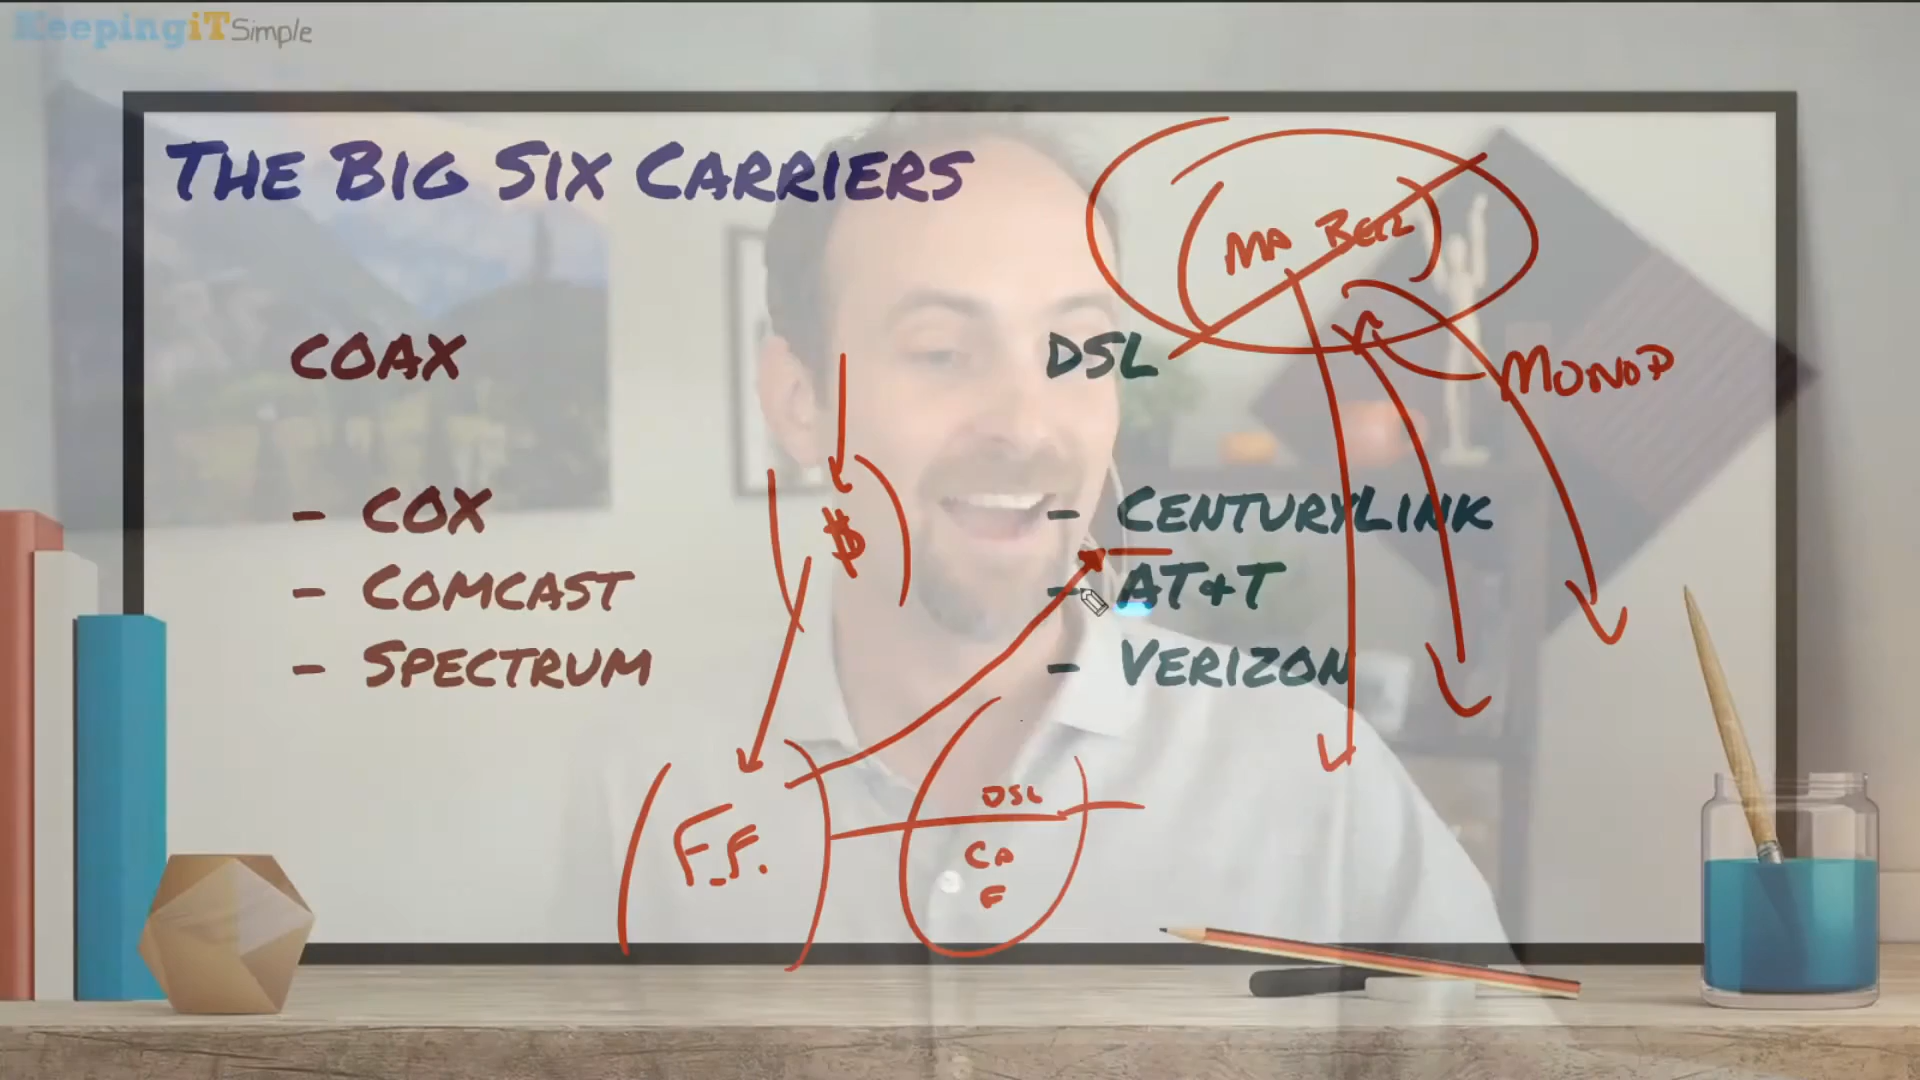 KeepingiTSimple
The Big Six Carriers
MA BELL
COAX
DSL
MONOP
- COX
$
- CenturyLink
- Comcast
- AT&T
- Spectrum
- Verizon
DSL
F.F.
CA
F